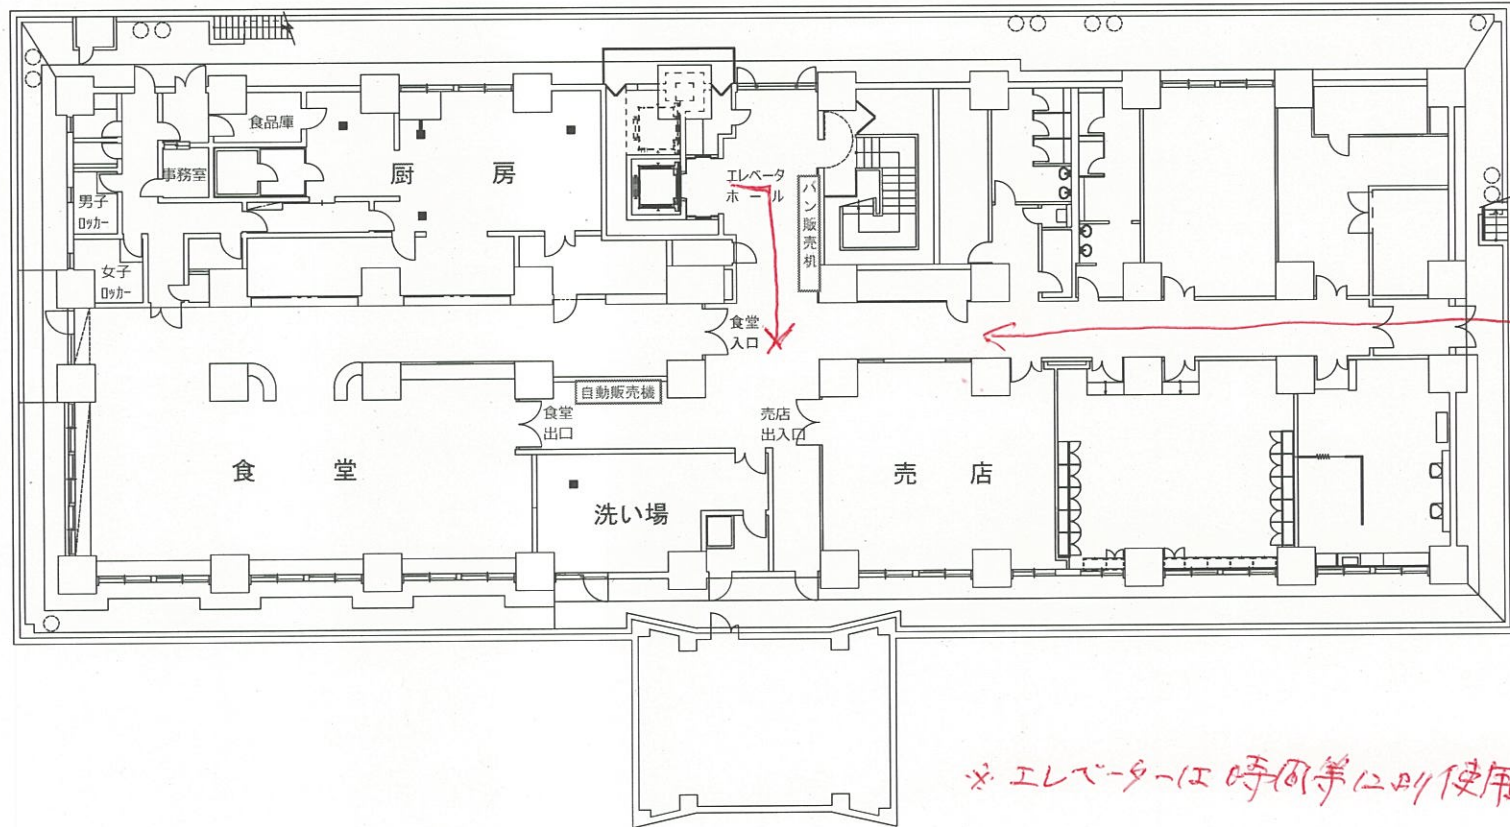 食品庫
事務室
厨 房
男子
ロッカー
女子
ロッカー
エレベータ
ホール
パン販売机
食堂
入口
自動販売機
食堂
出口
売店
出入口
食 堂
洗い場
売 店
※エレベーターは時間等により使用